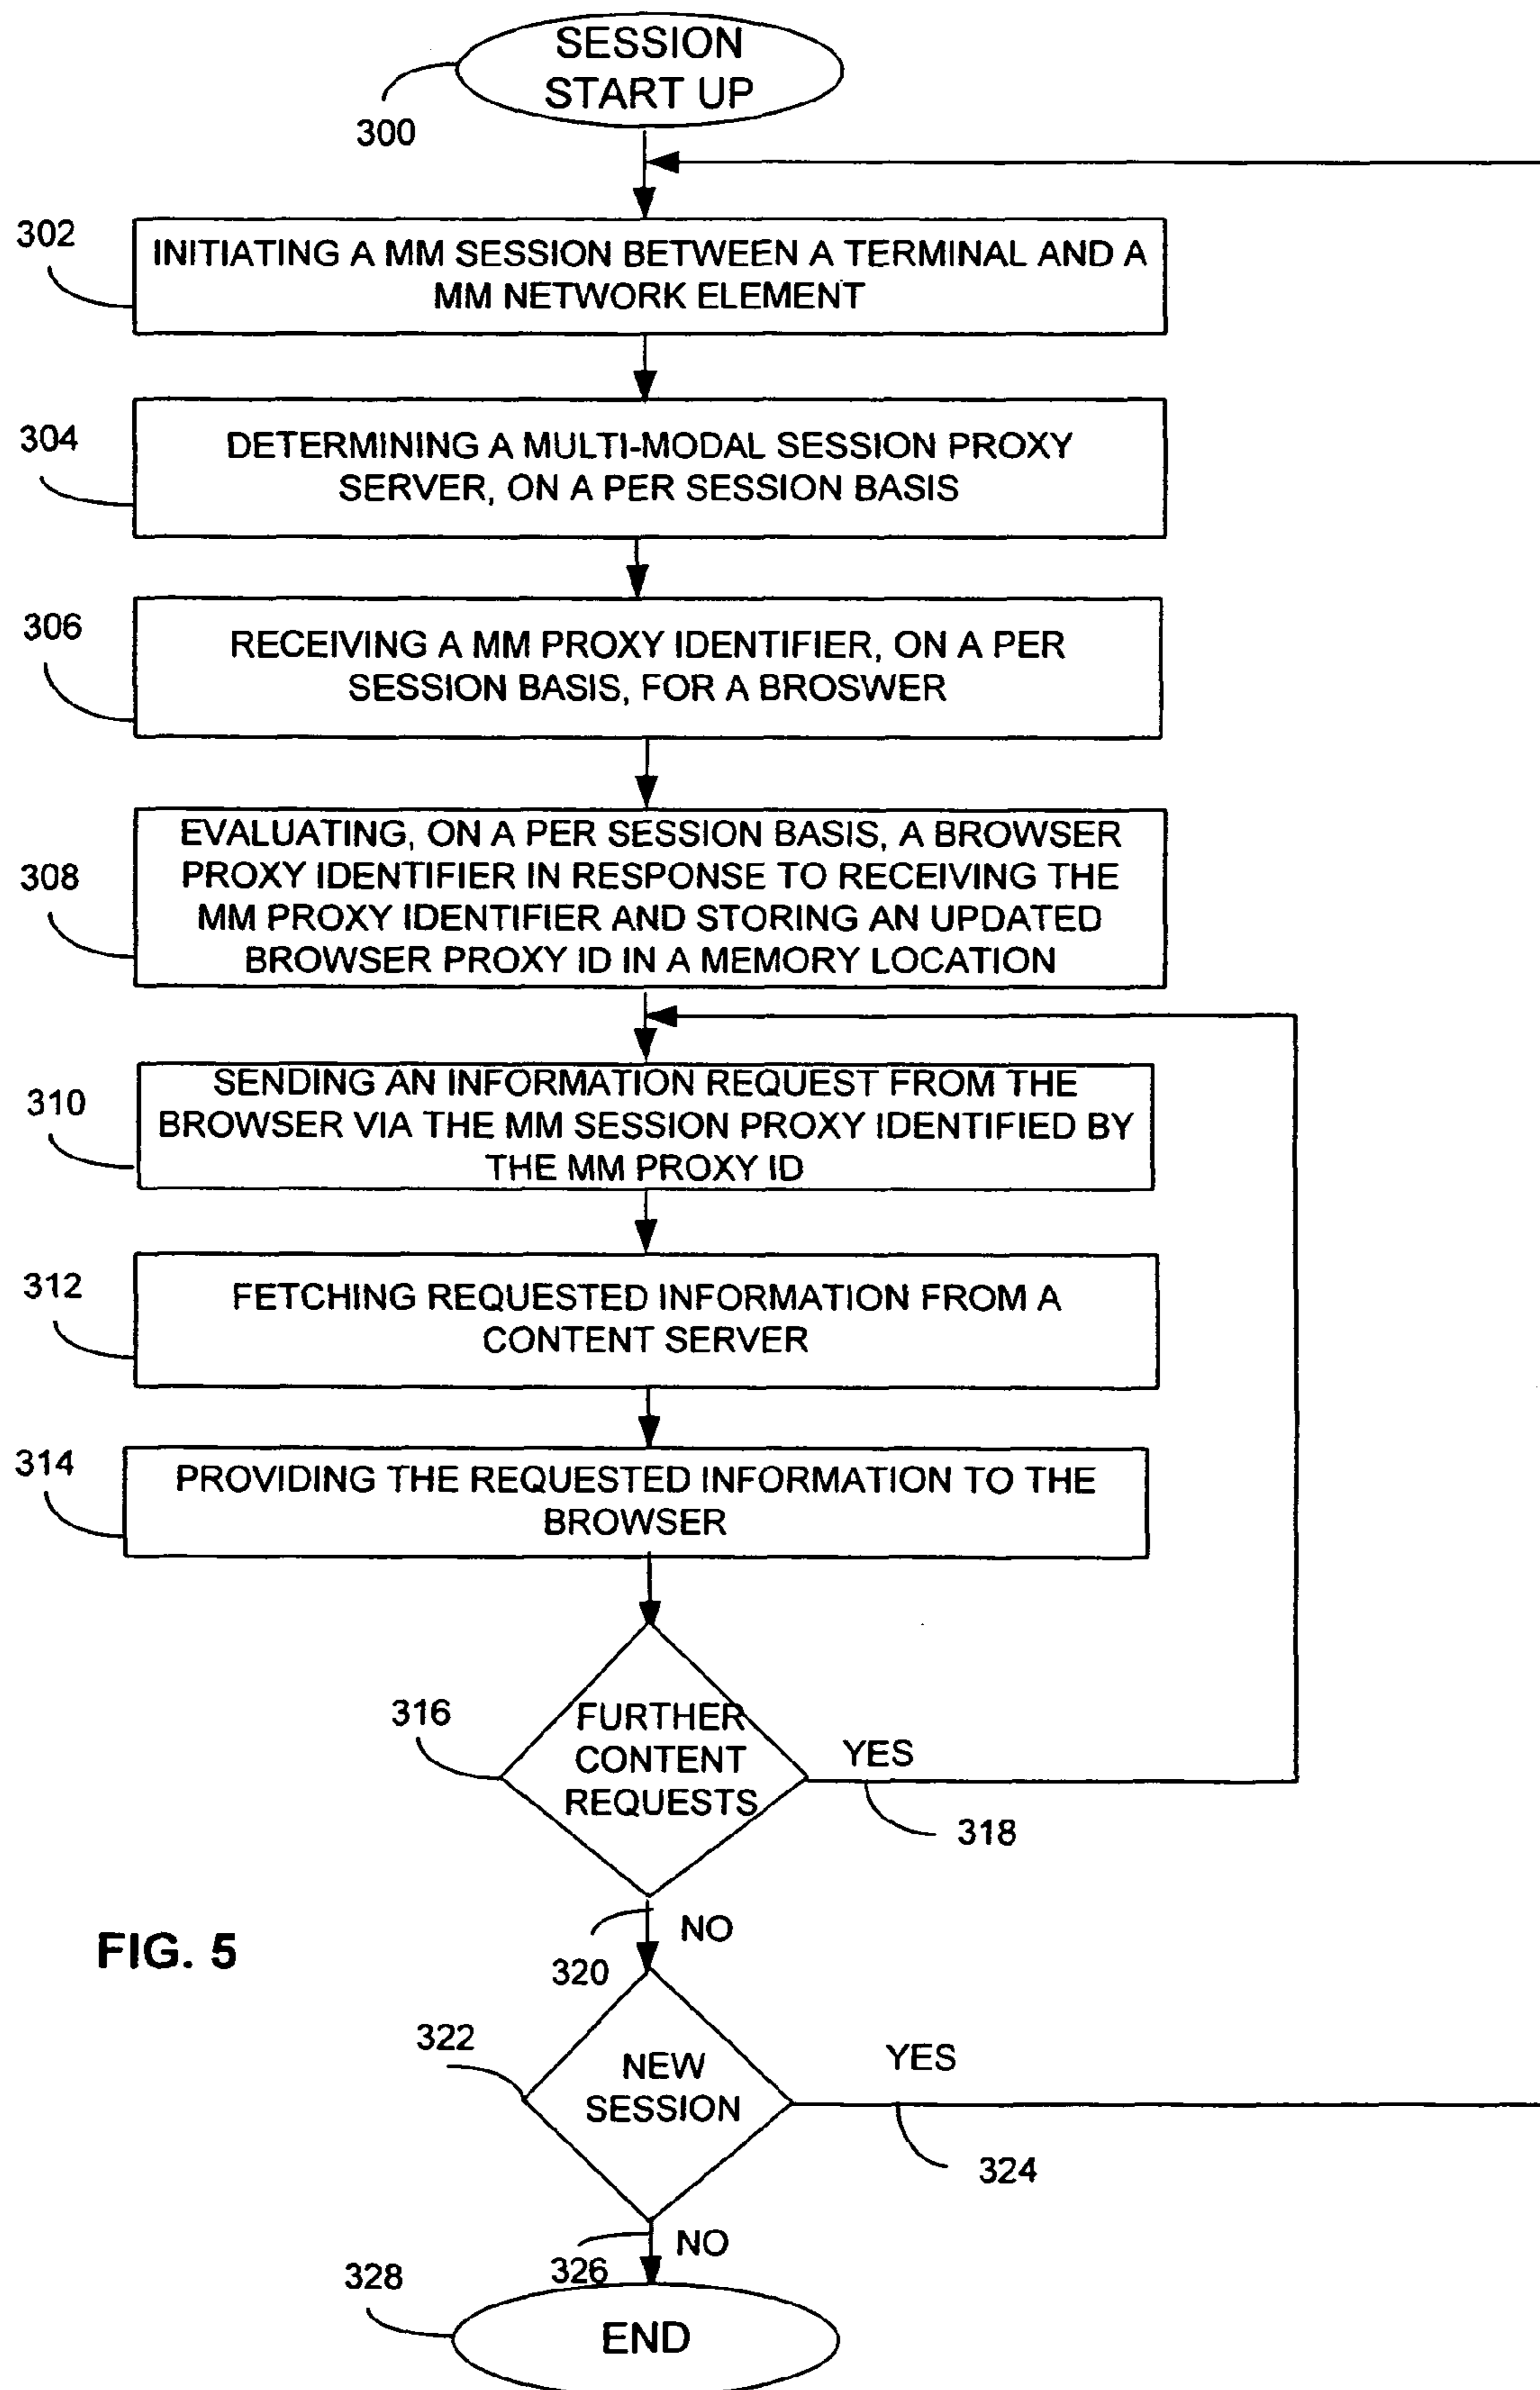 SESSION
START UP
300
302
INITIATING A MM SESSION BETWEEN A TERMINAL AND A
MM NETWORK ELEMENT
304
DETERMINING A MULTI-MODAL SESSION PROXY
SERVER, ON A PER SESSION BASIS
306
RECEIVING A MM PROXY IDENTIFIER, ON A PER
SESSION BASIS, FOR A BROSWER
308
EVALUATING, ON A PER SESSION BASIS, A BROWSER
PROXY IDENTIFIER IN RESPONSE TO RECEIVING THE
MM PROXY IDENTIFIER AND STORING AN UPDATED
BROWSER PROXY ID IN A MEMORY LOCATION
310
SENDING AN INFORMATION REQUEST FROM THE
BROWSER VIA THE MM SESSION PROXY IDENTIFIED BY
THE MM PROXY ID
312
FETCHING REQUESTED INFORMATION FROM A
CONTENT SERVER
314
PROVIDING THE REQUESTED INFORMATION TO THE
BROWSER
316
FURTHER
CONTENT
REQUESTS
YES
318
NO
320
FIG. 5
322
NEW
SESSION
YES
324
NO
326
328
END